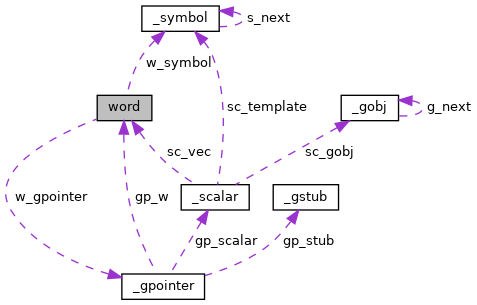 _symbol
s_next
w_symbol
word
sc_template
_gobj
g_next
sc_vec
sc_gobj
w_gpointer
gp_w
_scalar
_gstub
gp_scalar
gp_stub
_gpointer